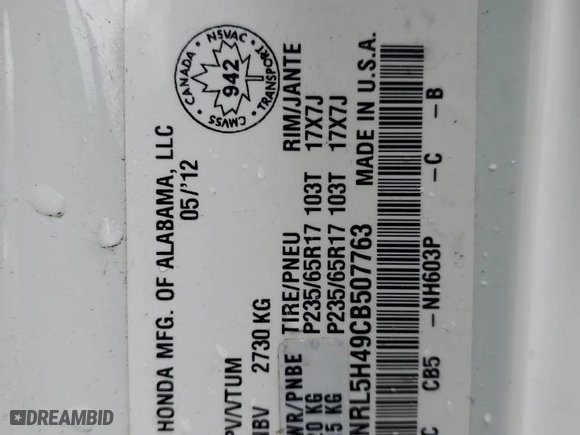 HONDA MFG. OF ALABAMA, LLC
05/'12
CANADA • NSVAC • TRANSPORT • CMVSS
942
2730 KG
TIRE/PNEU RIM/JANTE
P235/65R17 103T 17X7J
P235/65R17 103T 17X7J
NRL5H49CB507763 MADE IN U.S.A.
CB5 -NH603P -C -B
DREAMBID